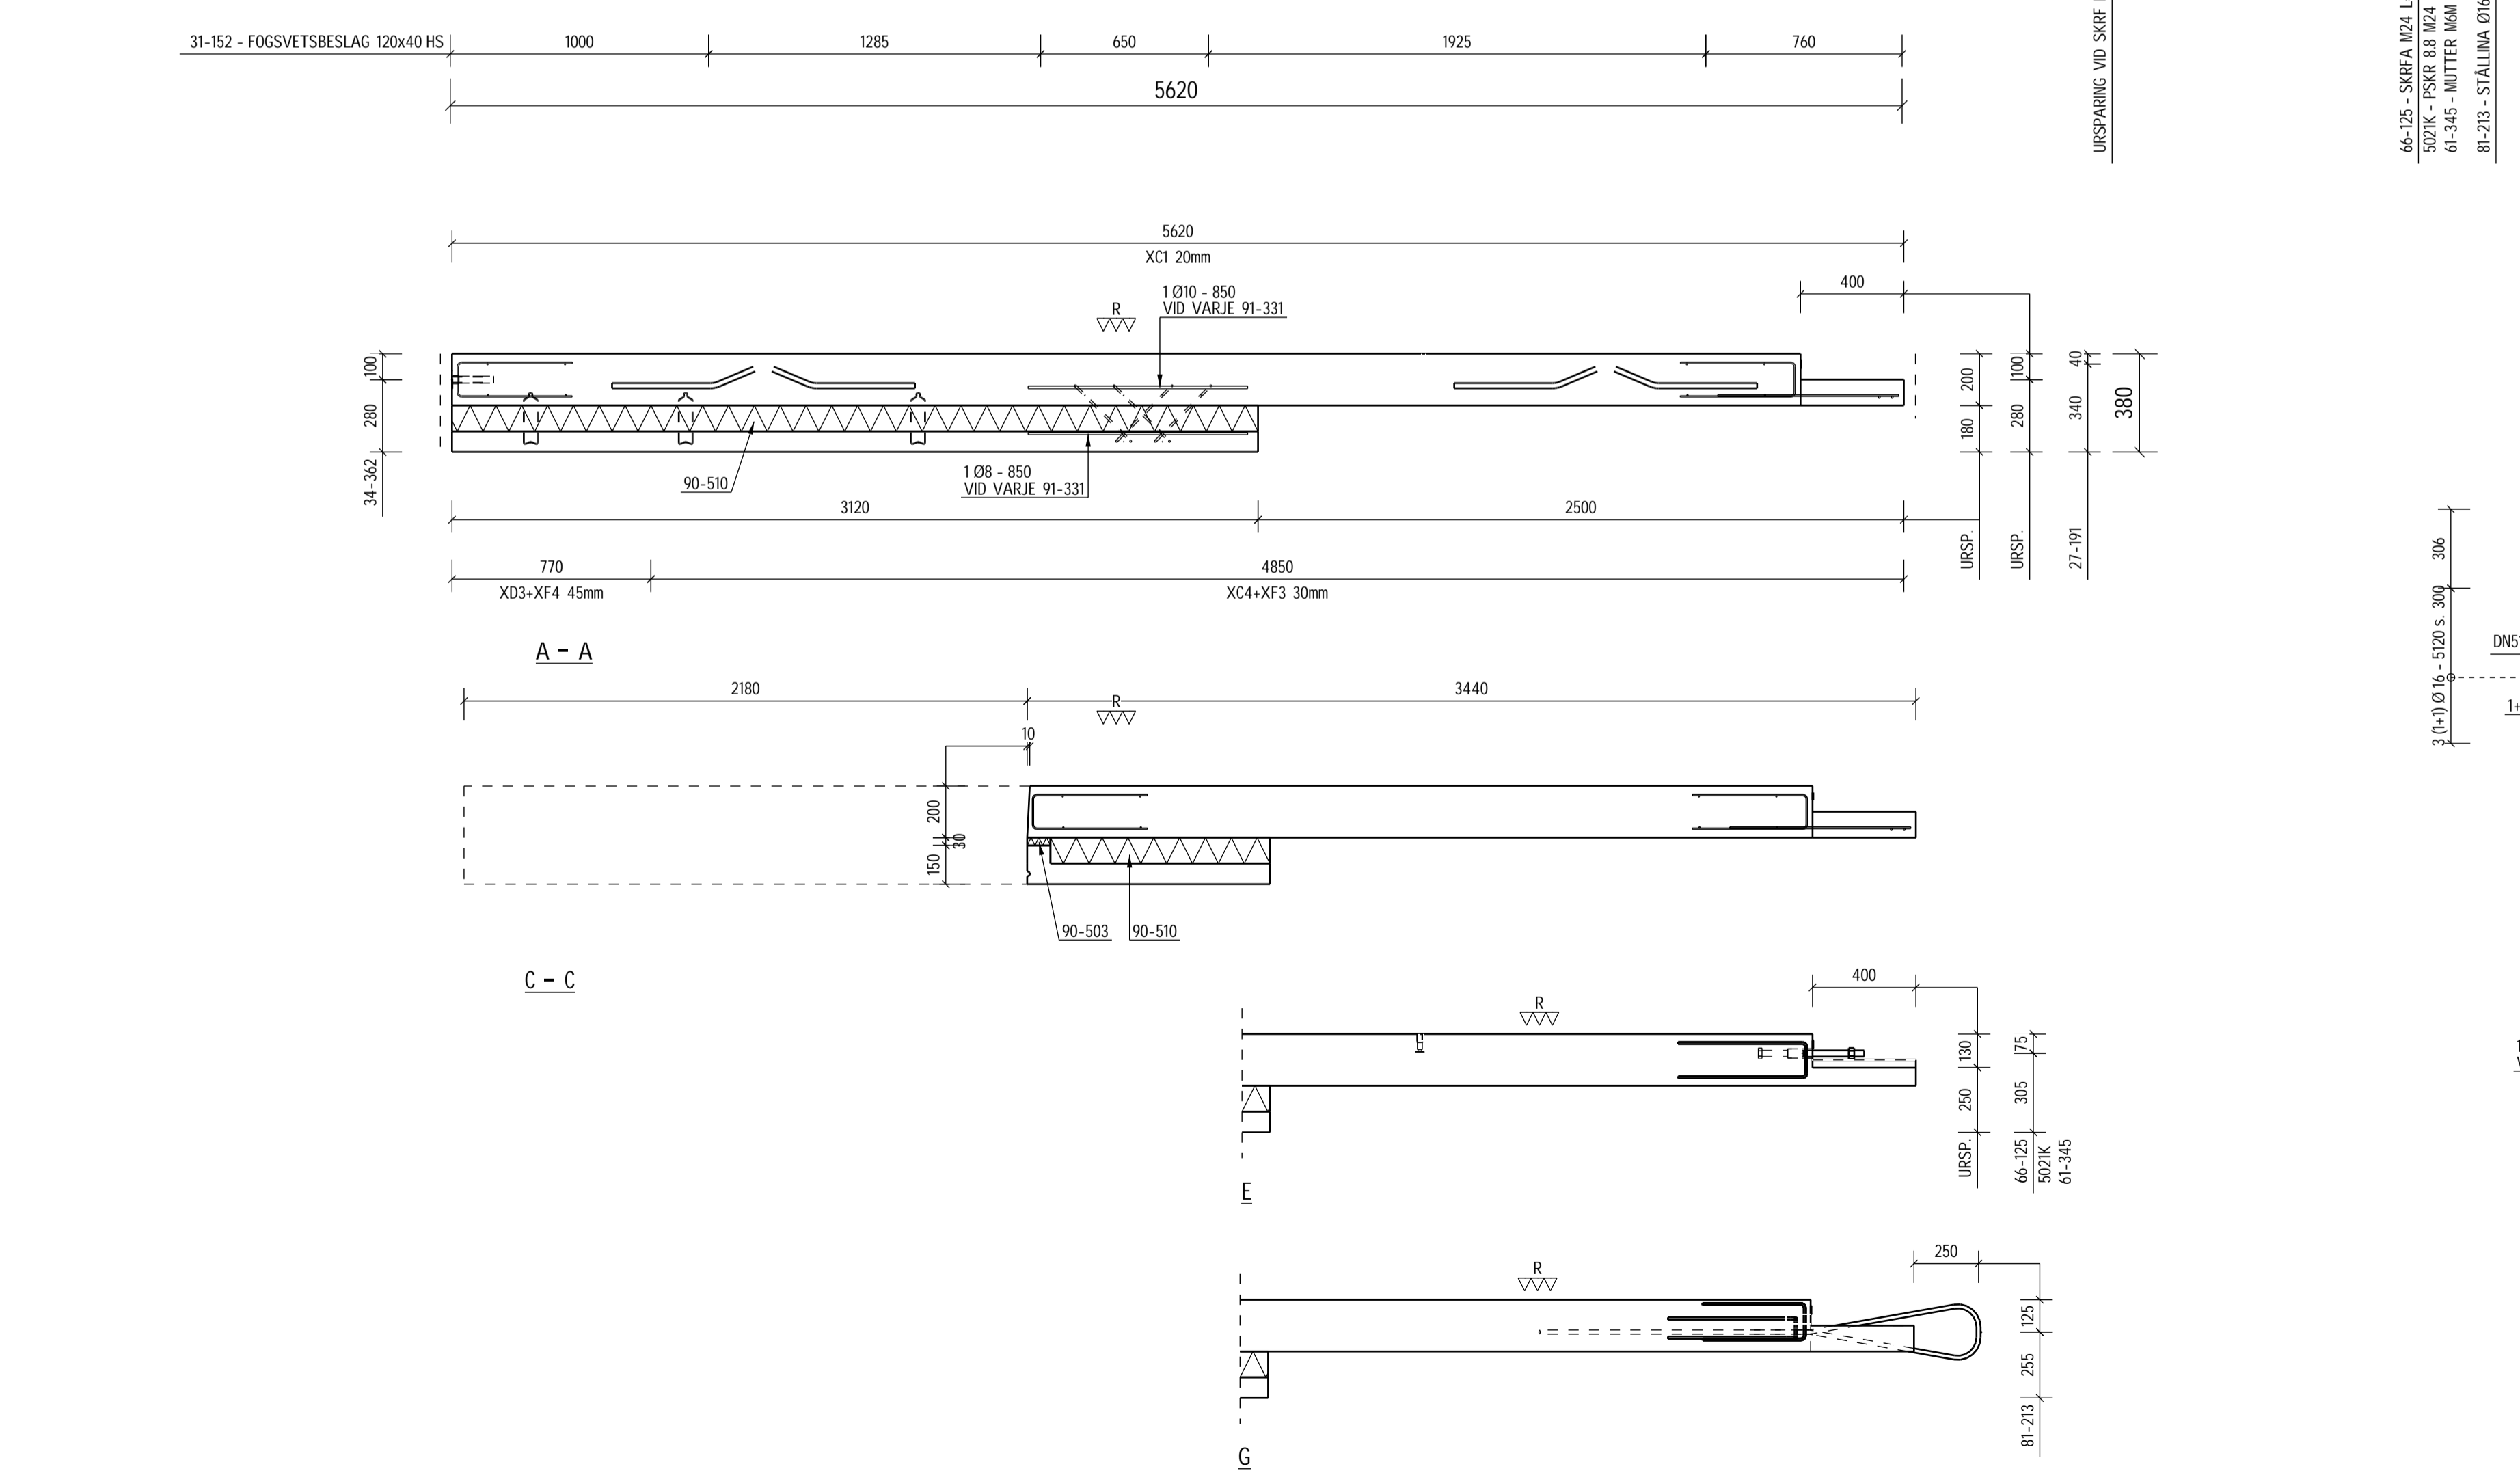 31-152 - FOGSVETSBESLAG 120x40 HS
1000
1285
650
1925
760
5620
URSPARING VID SKRF
66-125 - SKRFA M24 L
5021K - PSKR 8.8 M24
61-345 - MUTTER M6M
81-213 - STÅLLINA Ø16
5620
XC1 20mm
400
R
1 Ø10 - 850
VID VARJE 91-331
100
280
34-362
90-510
1 Ø8 - 850
VID VARJE 91-331
200
180
URSP.
100
280
URSP.
40
340
27-191
380
3120
2500
770
4850
XD3+XF4 45mm
XC4+XF3 30mm
A - A
306
3 (1+1) Ø 16 - 5120 s. 300
2180
R
3440
10
200
30
150
90-503
90-510
C - C
400
R
130
250
URSP.
75
305
66-125
5021K
61-345
E
250
R
125
255
81-213
G